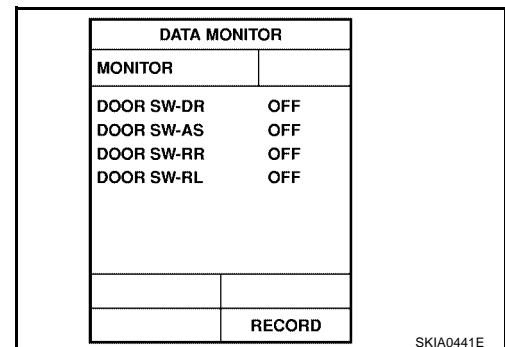 DATA MONITOR
MONITOR
DOOR SW-DR OFF
DOOR SW-AS OFF
DOOR SW-RR OFF
DOOR SW-RL OFF
RECORD
SKIA0441E